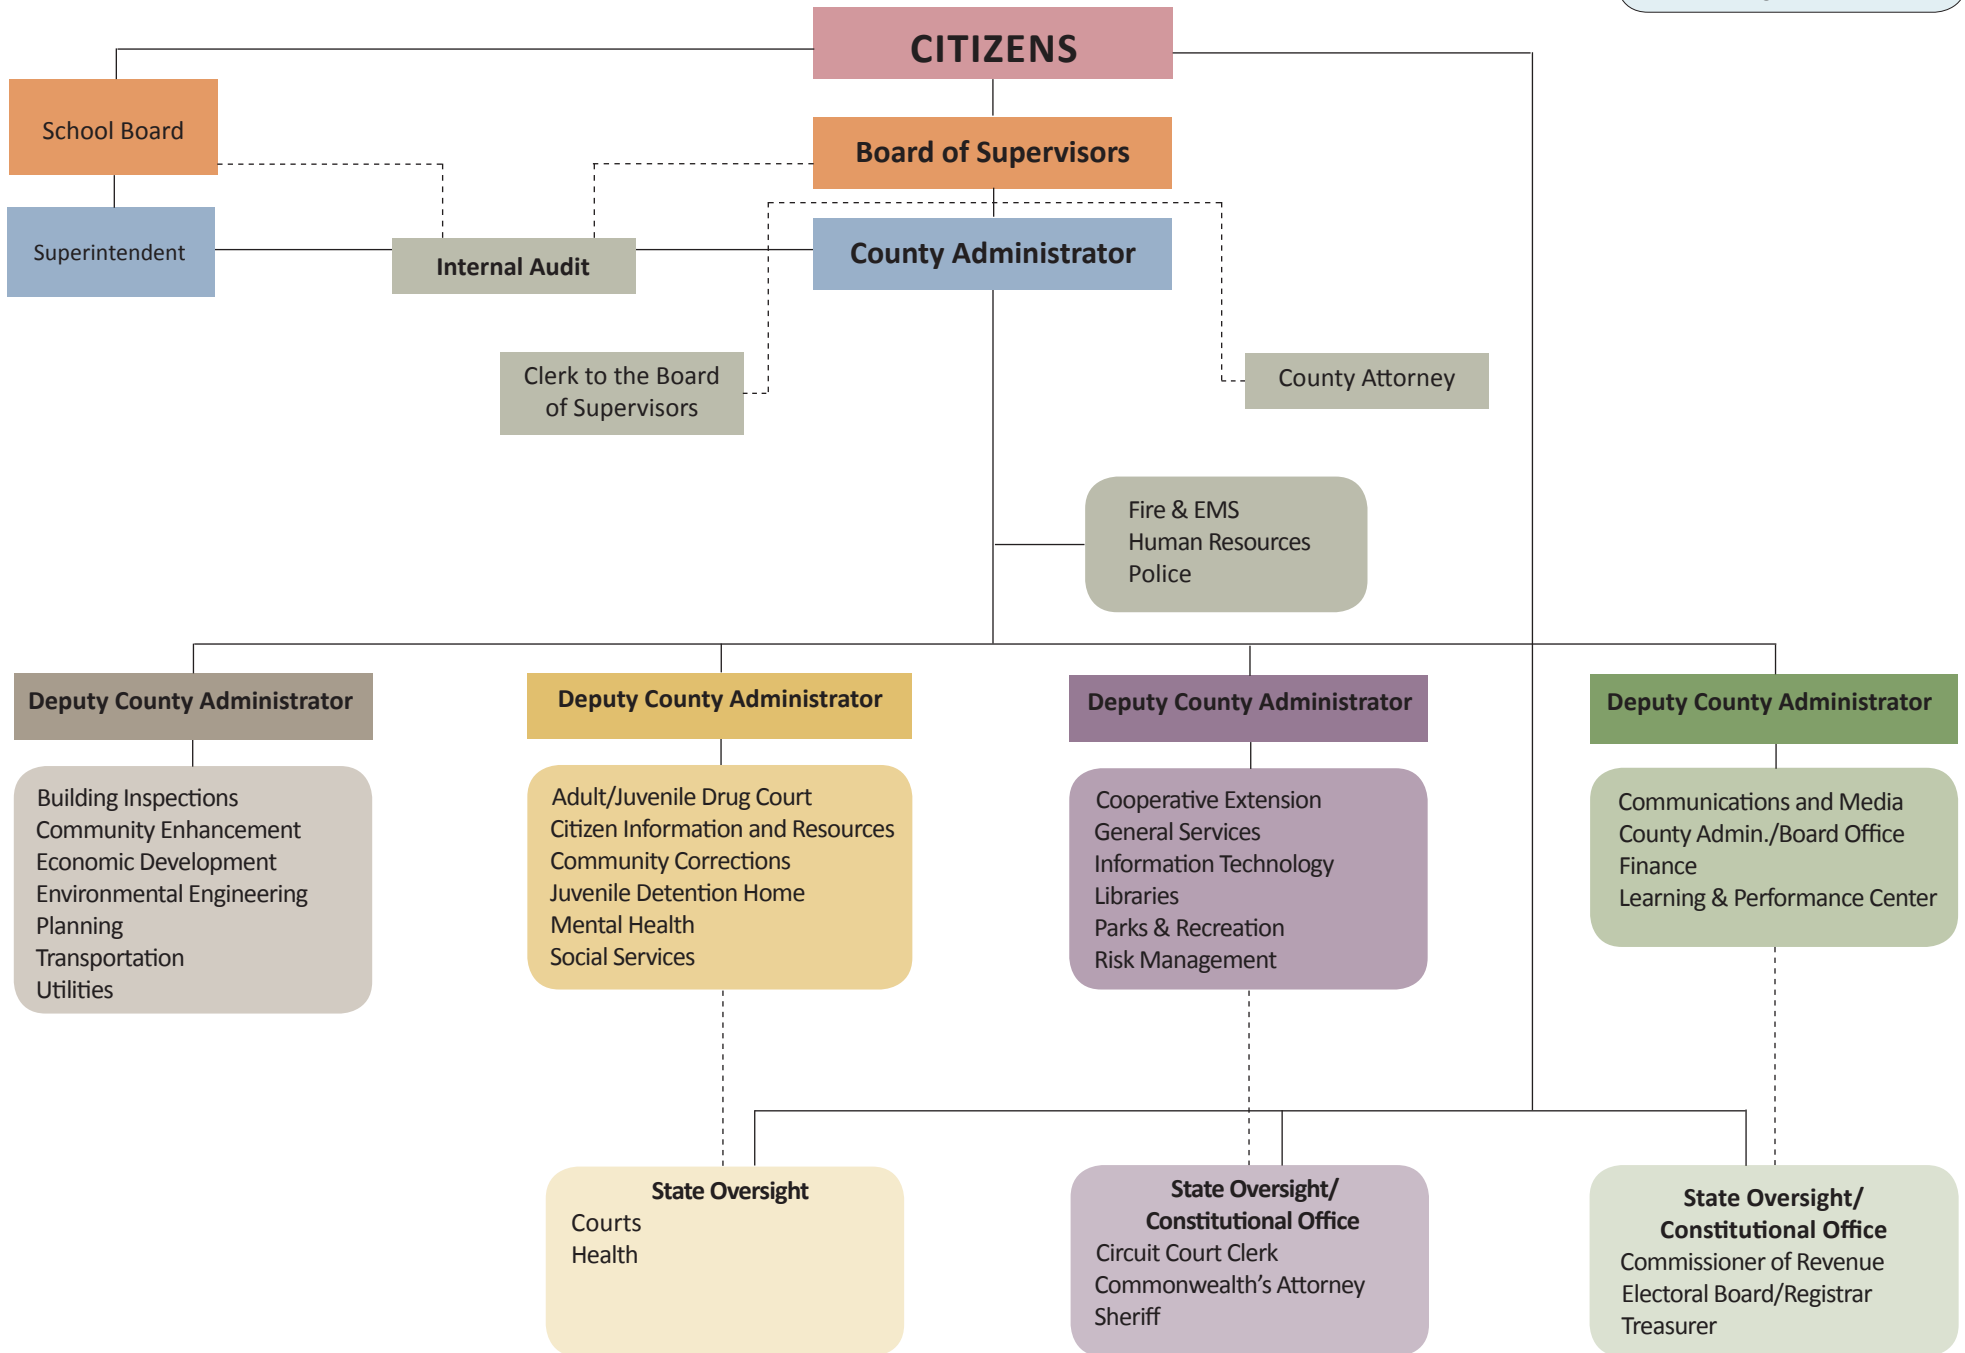 CITIZENS
School Board
Board of Supervisors
Superintendent
Internal Audit
County Administrator
Clerk to the Board
of Supervisors
County Attorney
Fire & EMS
Human Resources
Police
Deputy County Administrator
Deputy County Administrator
Deputy County Administrator
Deputy County Administrator
Building Inspections
Community Enhancement
Economic Development
Environmental Engineering
Planning
Transportation
Utilities
Adult/Juvenile Drug Court
Citizen Information and Resources
Community Corrections
Juvenile Detention Home
Mental Health
Social Services
Cooperative Extension
General Services
Information Technology
Libraries
Parks & Recreation
Risk Management
Communications and Media
County Admin./Board Office
Finance
Learning & Performance Center
State Oversight
Courts
Health
State Oversight/
Constitutional Office
Circuit Court Clerk
Commonwealth's Attorney
Sheriff
State Oversight/
Constitutional Office
Commissioner of Revenue
Electoral Board/Registrar
Treasurer